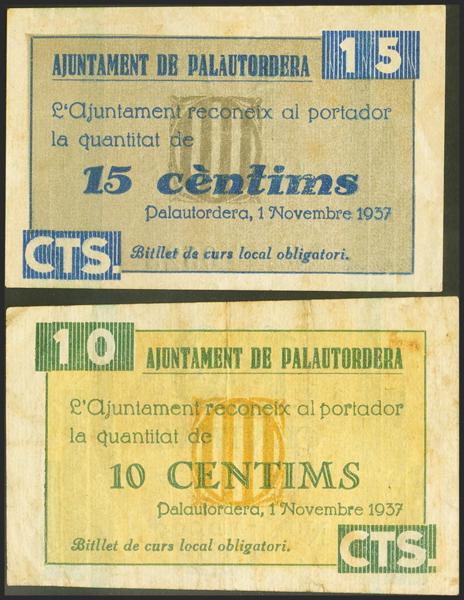 15
AJUNTAMENT DE PALAUTORDERA
L'Ajuntament reconeix al portador
la quantitat de
15 cèntims
Palautordera, 1 Novembre 1937
CTS.
Bitllet de curs local obligatori.
10
AJUNTAMENT DE PALAUTORDERA
L'Ajuntament reconeix al portador
la quantitat de
10 CENTIMS
Palautordera, 1 Novembre 1937
Bitllet de curs local obligatori.
CTS.